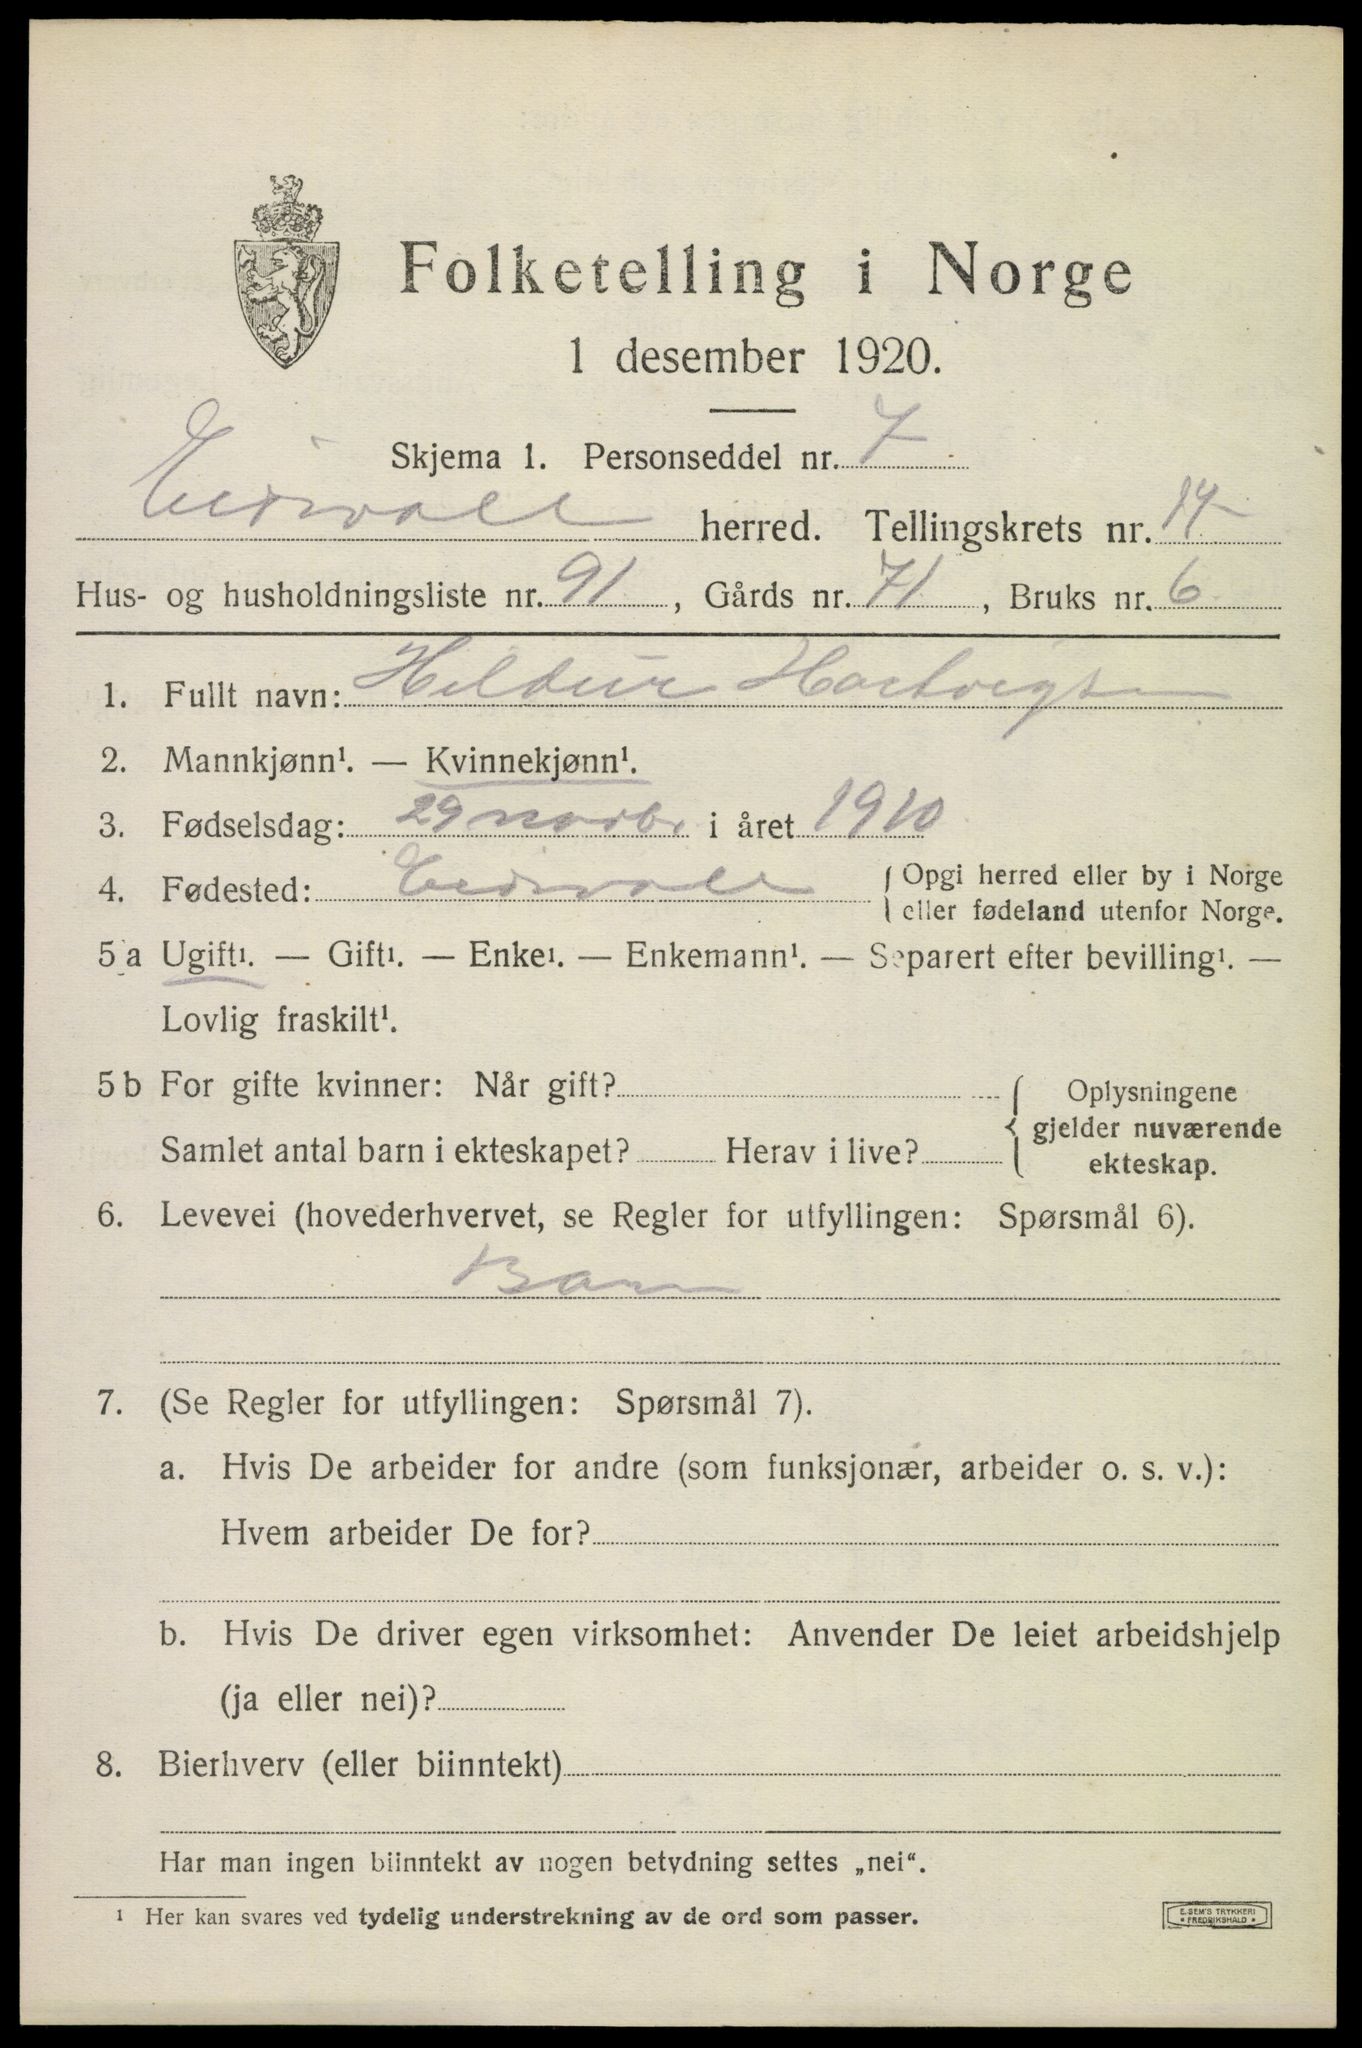 Folketelling i Norge
1 desember 1920.
Skjema 1. Personseddel nr. 7
Eidsvoll herred. Tellingskrets nr. 14
Hus- og husholdningsliste nr. 91, Gårds nr. 71, Bruks nr. 6
1. Fullt navn: Hildur Hartvigsen
2. Mannkjønn¹. — Kvinnekjønn¹.
3. Fødselsdag: 29 novbr. i året 1910
4. Fødested: Eidsvoll { Opgi herred eller by i Norge
eller fødeland utenfor Norge.
5 a Ugift¹. — Gift¹. — Enke¹. — Enkemann¹. — Separert efter bevilling¹. —
Lovlig fraskilt¹.
5 b For gifte kvinner: Når gift? { Oplysningene
gjelder nuværende
Samlet antal barn i ekteskapet? Herav i live? ekteskap.
6. Levevei (hovederhvervet, se Regler for utfyllingen: Spørsmål 6).
Barn
7. (Se Regler for utfyllingen: Spørsmål 7).
a. Hvis De arbeider for andre (som funksjonær, arbeider o. s. v.):
Hvem arbeider De for?
b. Hvis De driver egen virksomhet: Anvender De leiet arbeidshjelp
(ja eller nei)?
8. Bierhverv (eller biinntekt)
Har man ingen biinntekt av nogen betydning settes „nei“.
¹ Her kan svares ved tydelig understrekning av de ord som passer.
E. SEM'S TRYKKERI
* FREDRIKSHALD *